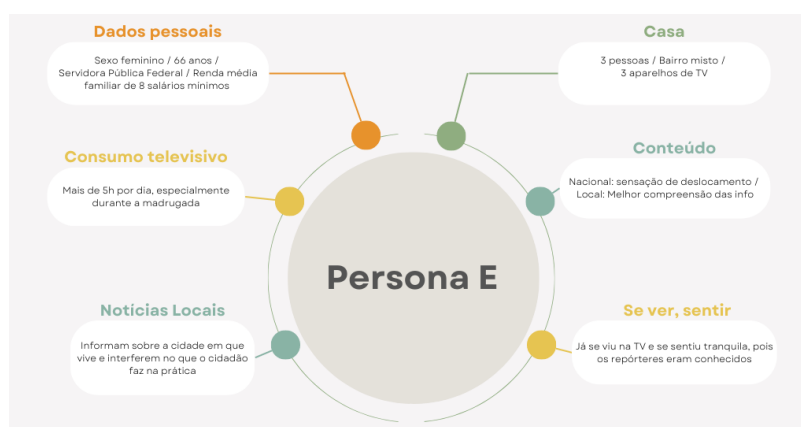 Dados pessoais
Sexo feminino / 66 anos /
Servidora Pública Federal / Renda média
familiar de 8 salários mínimos
Consumo televisivo
Mais de 5h por dia, especialmente
durante a madrugada
Notícias Locais
Informam sobre a cidade em que
vive e interferem no que o cidadão
faz na prática
Persona E
Casa
3 pessoas / Bairro misto /
3 aparelhos de TV
Conteúdo
Nacional: sensação de deslocamento /
Local: Melhor compreensão das info
Se ver, sentir
Já se viu na TV e se sentiu tranquila, pois
os repórteres eram conhecidos